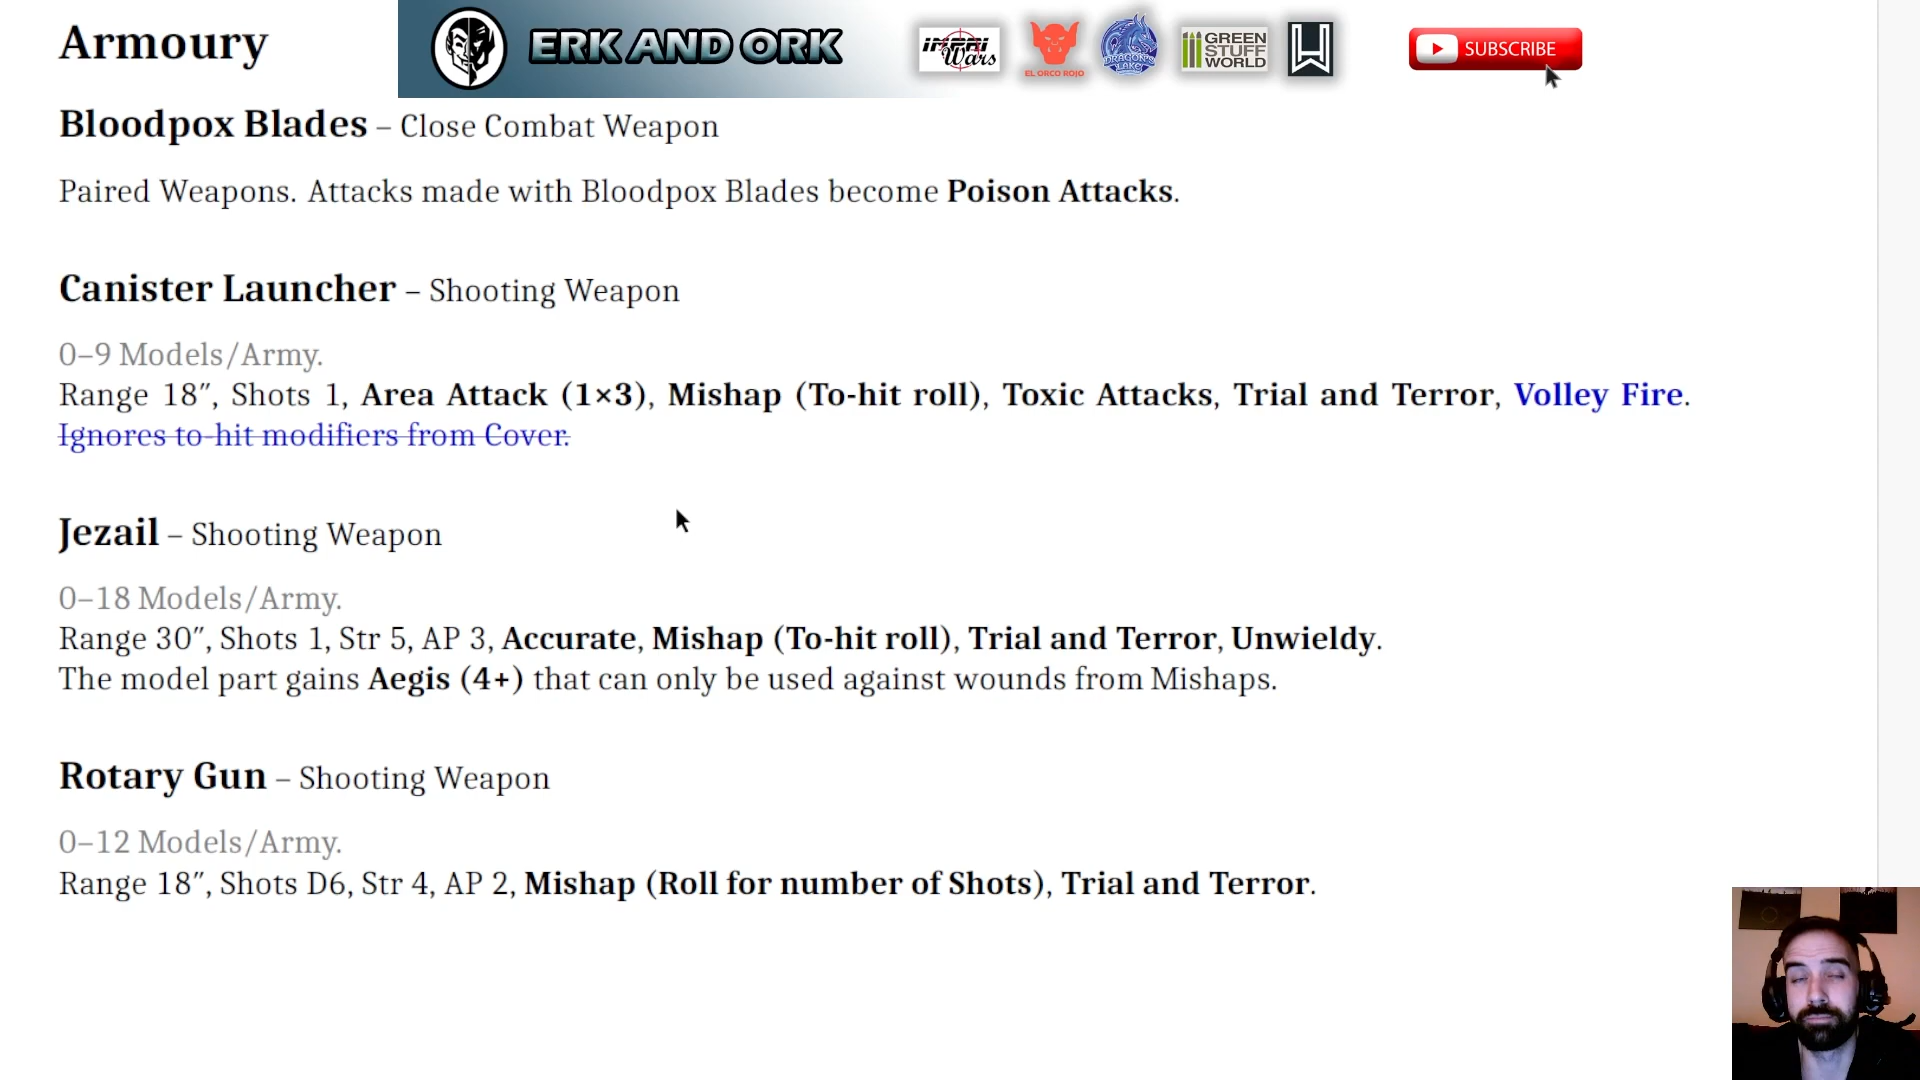 Armoury
ERK AND ORK
Wars
EL ORCO ROJO
DRAGON'S
LAKE
GREEN
STUFF
WORLD
SUBSCRIBE
Bloodpox Blades – Close Combat Weapon
Paired Weapons. Attacks made with Bloodpox Blades become Poison Attacks.
Canister Launcher – Shooting Weapon
0–9 Models/Army.
Range 18″, Shots 1, Area Attack (1×3), Mishap (To-hit roll), Toxic Attacks, Trial and Terror, Volley Fire.
Ignores to-hit modifiers from Cover.
Jezail – Shooting Weapon
0–18 Models/Army.
Range 30″, Shots 1, Str 5, AP 3, Accurate, Mishap (To-hit roll), Trial and Terror, Unwieldy.
The model part gains Aegis (4+) that can only be used against wounds from Mishaps.
Rotary Gun – Shooting Weapon
0–12 Models/Army.
Range 18″, Shots D6, Str 4, AP 2, Mishap (Roll for number of Shots), Trial and Terror.